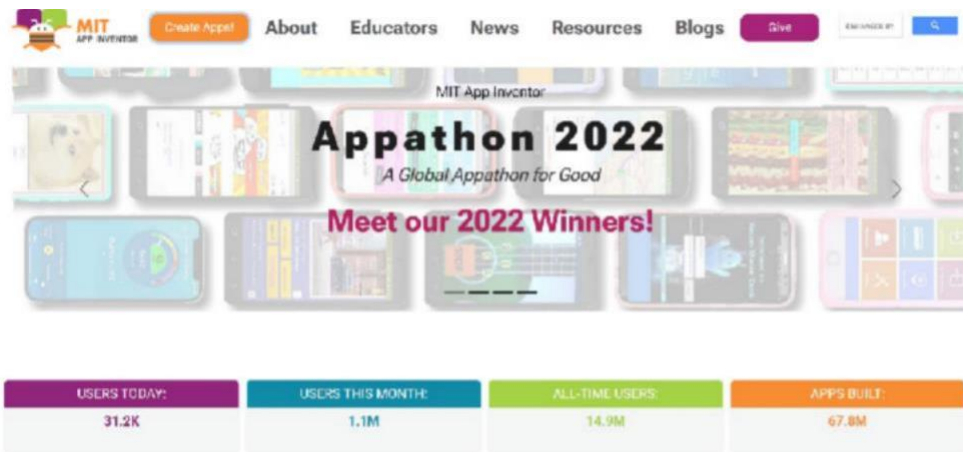 MIT
APP INVENTOR
Create Apps!
About
Educators
News
Resources
Blogs
Give
ENHANCED BY
MIT App Inventor
Appathon 2022
A Global Appathon for Good
Meet our 2022 Winners!
USERS TODAY:
USERS THIS MONTH:
ALL-TIME USERS:
APPS BUILT:
31.2K
1.1M
14.9M
67.8M